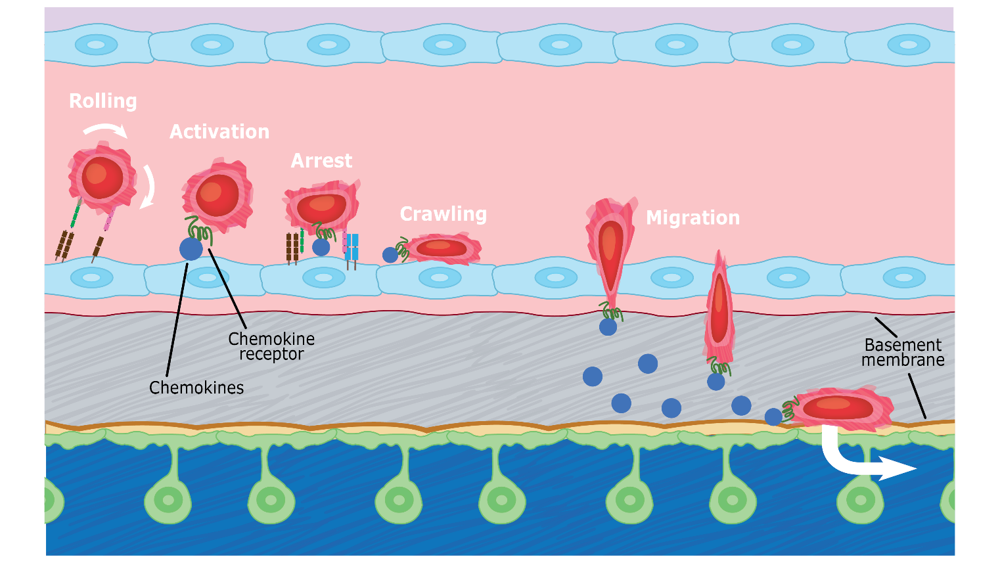 Rolling
Activation
Arrest
Crawling
Migration
Chemokine
receptor
Chemokines
Basement
membrane